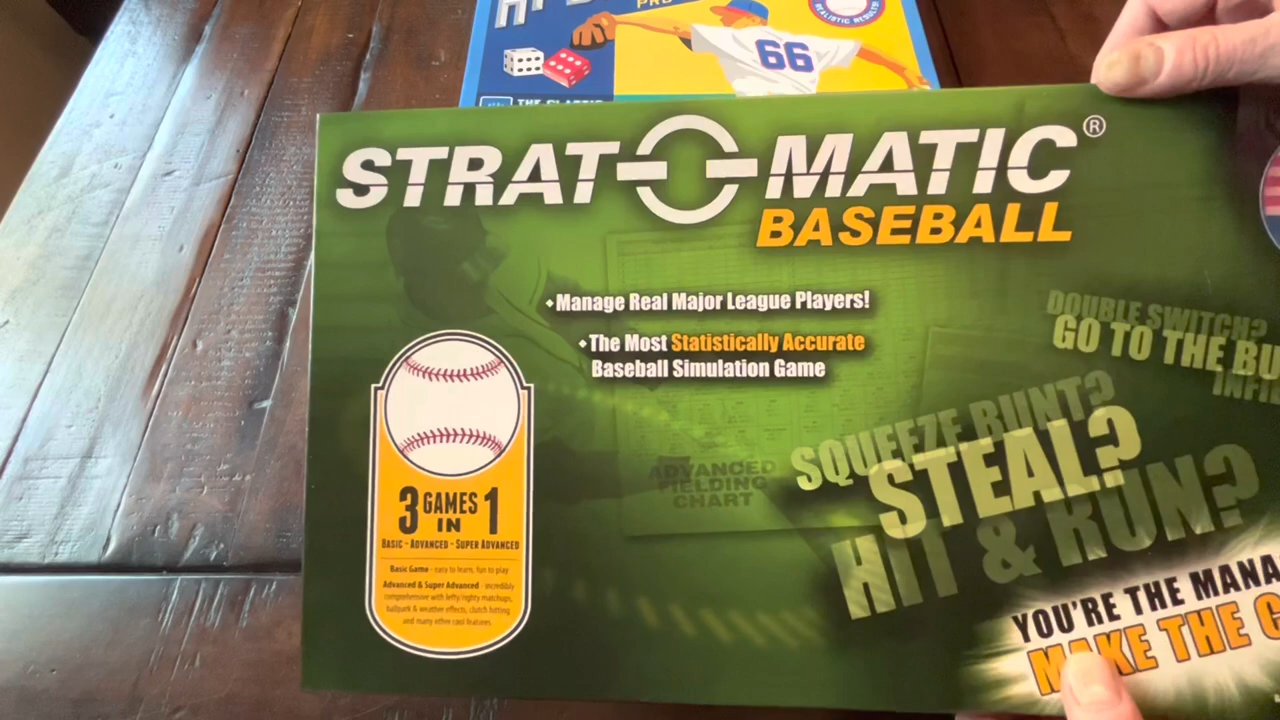 PRO
REALISTIC RESULTS!
66
THE CLASSIC
STRAT-O-MATIC®
BASEBALL
• Manage Real Major League Players!
• The Most Statistically Accurate
Baseball Simulation Game
DOUBLE SWITCH?
GO TO THE BU
INFI
SQUEEZE BUNT?
STEAL?
HIT & RUN?
ADVANCED
FIELDING
CHART
3 GAMES IN 1
BASIC - ADVANCED - SUPER ADVANCED
Basic Game - easy to learn, fun to play
Advanced & Super Advanced - incredibly
comprehensive with lefty/righty matchups,
ballpark & weather effects, clutch hitting
and many other cool features
YOU'RE THE MANA
MAKE THE C